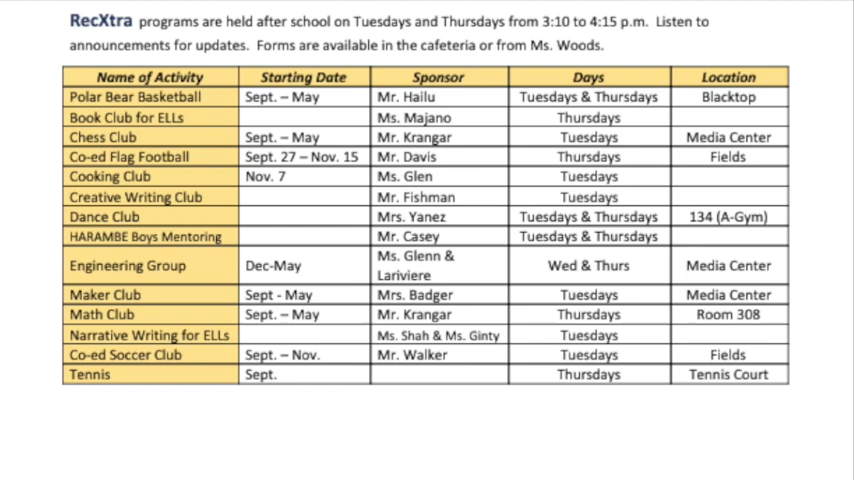 RecXtra programs are held after school on Tuesdays and Thursdays from 3:10 to 4:15 p.m. Listen to
announcements for updates. Forms are available in the cafeteria or from Ms. Woods.
Name of Activity Starting Date Sponsor Days Location
Polar Bear Basketball Sept. – May Mr. Hailu Tuesdays & Thursdays Blacktop
Book Club for ELLs Ms. Majano Thursdays
Chess Club Sept. – May Mr. Krangar Tuesdays Media Center
Co-ed Flag Football Sept. 27 – Nov. 15 Mr. Davis Thursdays Fields
Cooking Club Nov. 7 Ms. Glen Tuesdays
Creative Writing Club Mr. Fishman Tuesdays
Dance Club Mrs. Yanez Tuesdays & Thursdays 134 (A-Gym)
HARAMBE Boys Mentoring Mr. Casey Tuesdays & Thursdays
Engineering Group Dec-May Ms. Glenn & Lariviere Wed & Thurs Media Center
Maker Club Sept - May Mrs. Badger Tuesdays Media Center
Math Club Sept. – May Mr. Krangar Thursdays Room 308
Narrative Writing for ELLs Ms. Shah & Ms. Ginty Tuesdays
Co-ed Soccer Club Sept. – Nov. Mr. Walker Tuesdays Fields
Tennis Sept. Thursdays Tennis Court